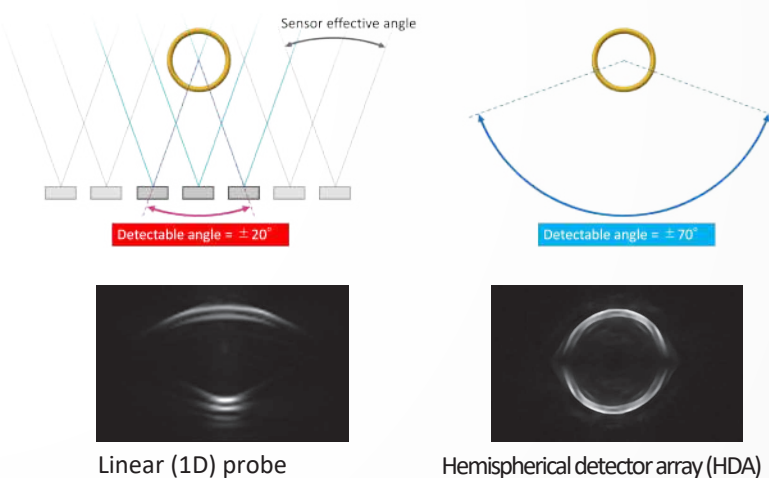 Sensor effective angle
Detectable angle = ±20°
Detectable angle = ±70°
Linear (1D) probe
Hemispherical detector array (HDA)